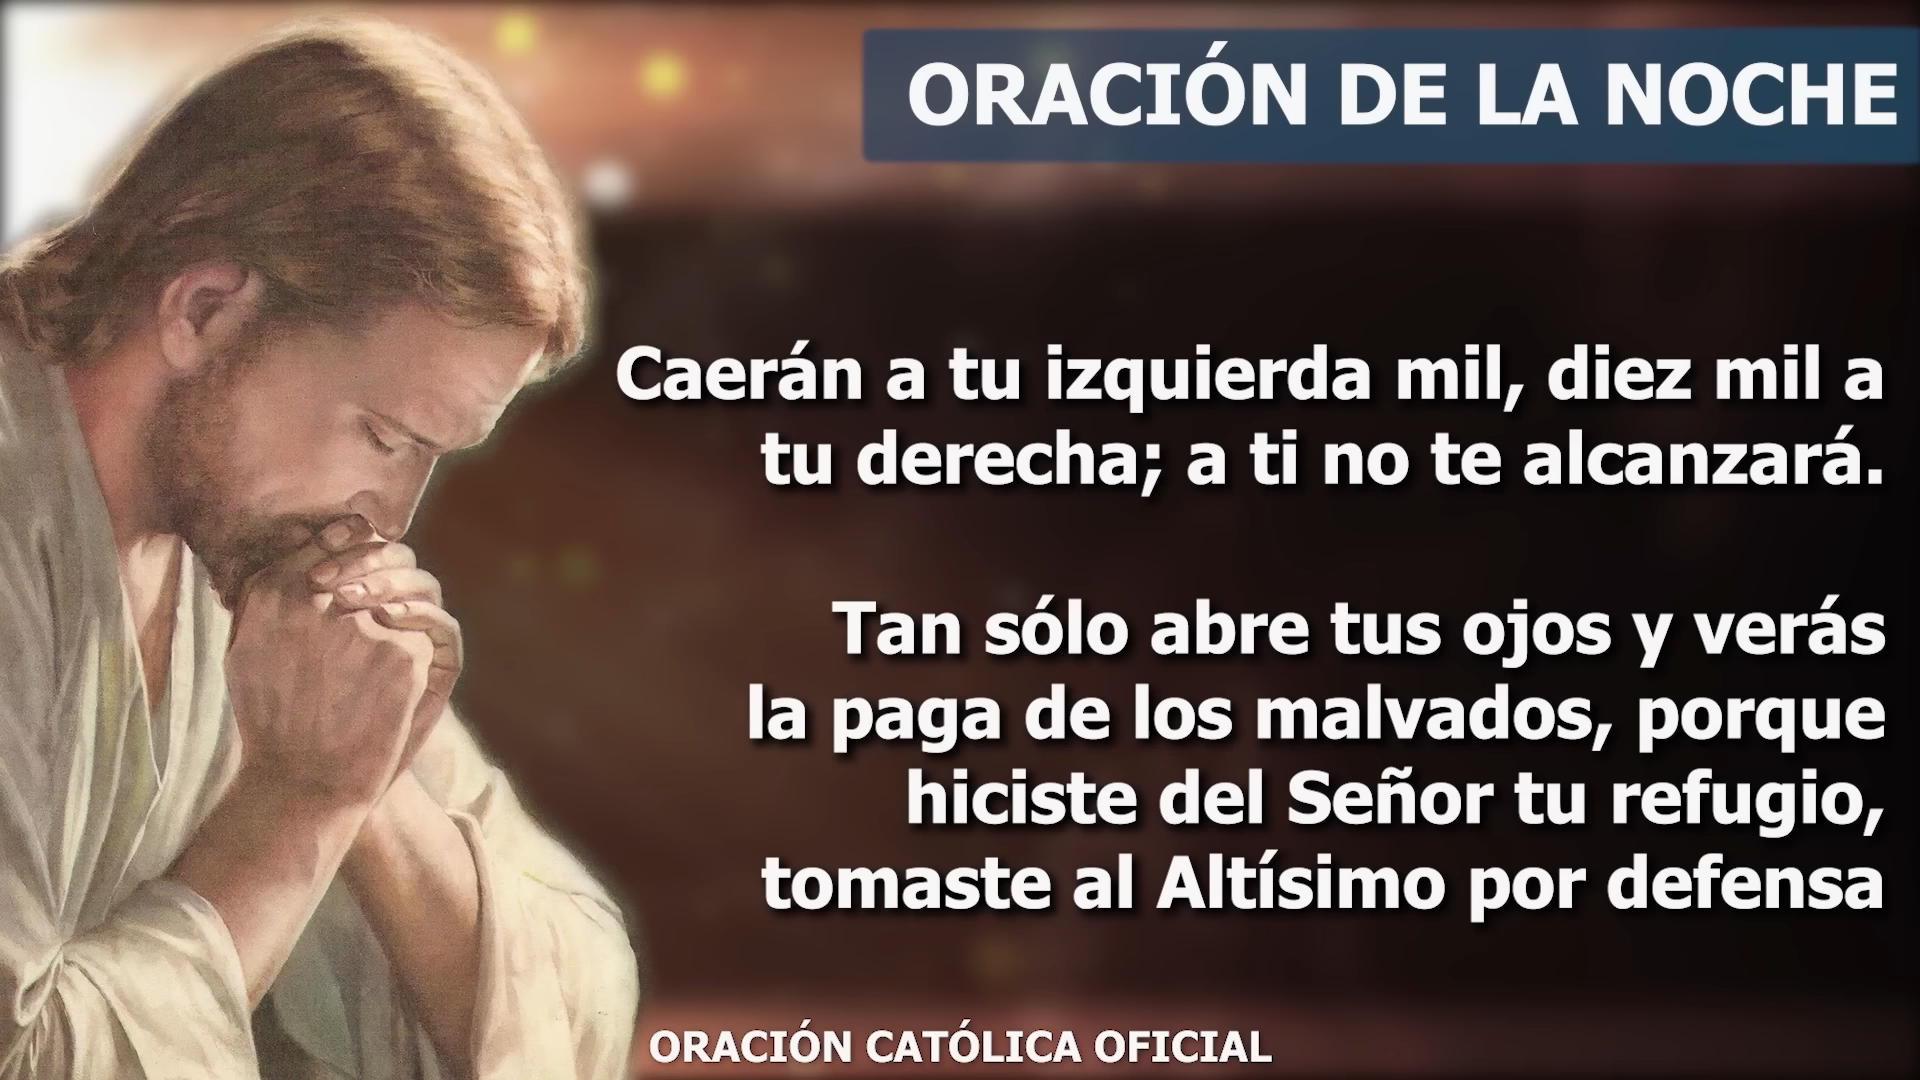 ORACIÓN DE LA NOCHE
Caerán a tu izquierda mil, diez mil a
tu derecha; a ti no te alcanzará.
Tan sólo abre tus ojos y verás
la paga de los malvados, porque
hiciste del Señor tu refugio,
tomaste al Altísimo por defensa
ORACIÓN CATÓLICA OFICIAL